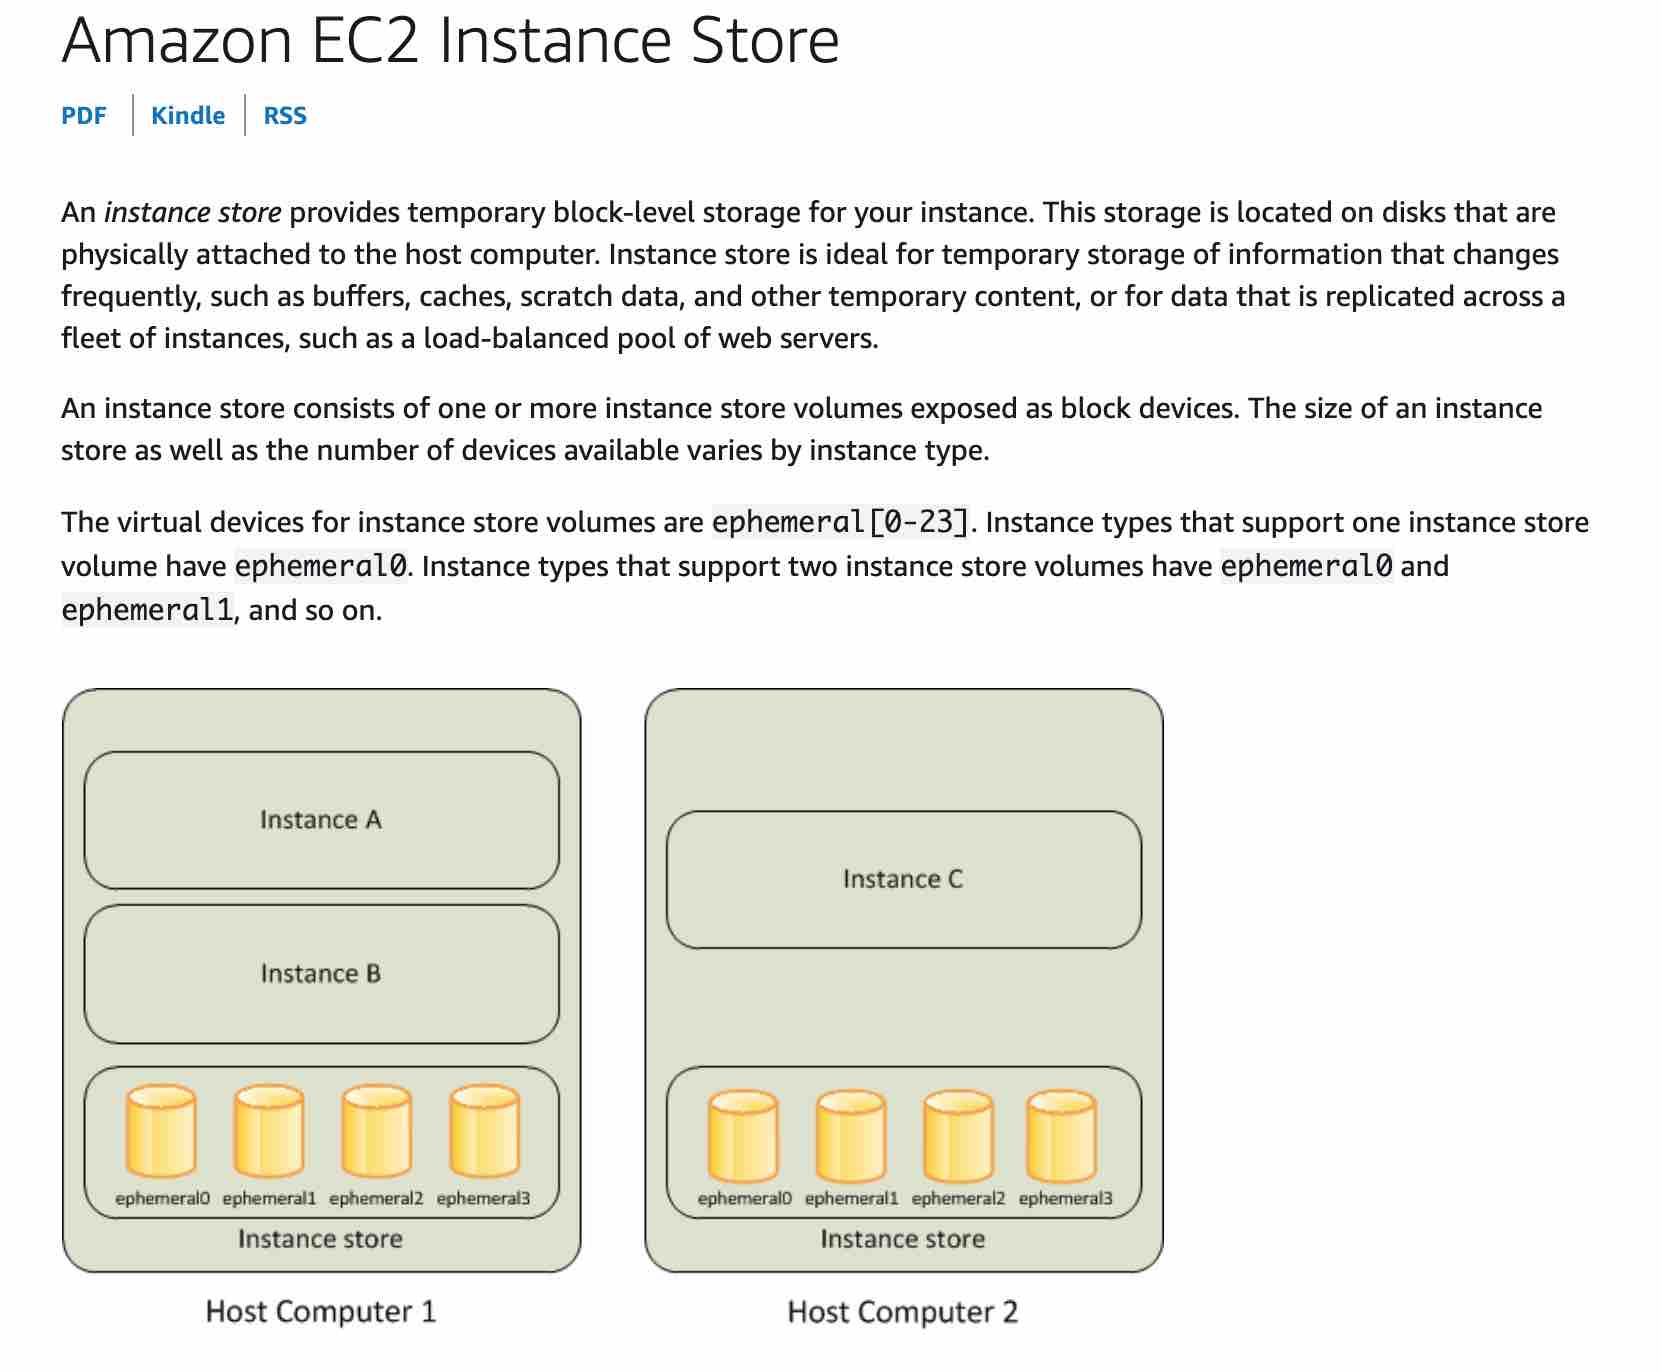 Amazon EC2 Instance Store
PDF
Kindle
RSS
An instance store provides temporary block-level storage for your instance. This storage is located on disks that are
physically attached to the host computer. Instance store is ideal for temporary storage of information that changes
frequently, such as buffers, caches, scratch data, and other temporary content, or for data that is replicated across a
fleet of instances, such as a load-balanced pool of web servers.
An instance store consists of one or more instance store volumes exposed as block devices. The size of an instance
store as well as the number of devices available varies by instance type.
The virtual devices for instance store volumes are ephemeral[0-23]. Instance types that support one instance store
volume have ephemeral0. Instance types that support two instance store volumes have ephemeral0 and
ephemeral1, and so on.
Instance A
Instance B
ephemeral0 ephemeral1 ephemeral2 ephemeral3
Instance store
Host Computer 1
Instance C
ephemeral0 ephemeral1 ephemeral2 ephemeral3
Instance store
Host Computer 2